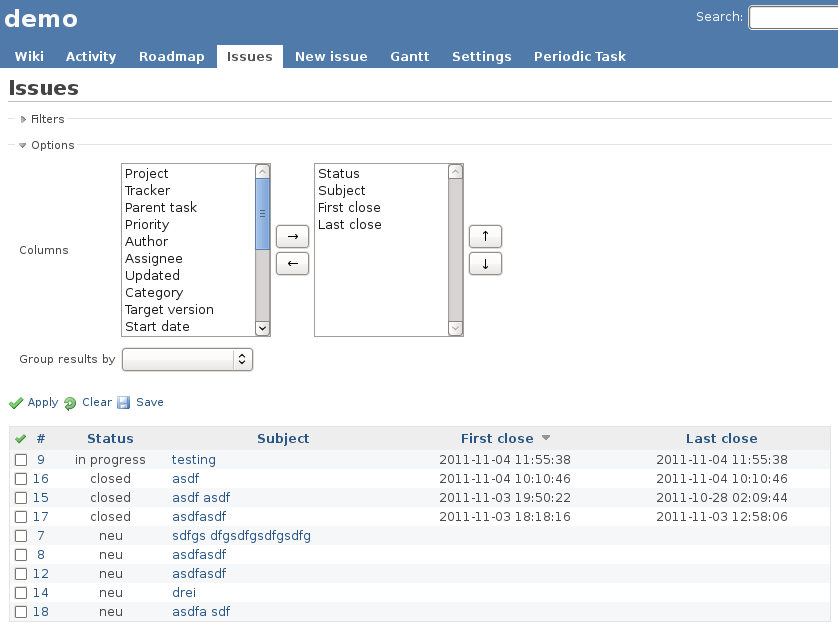 demo
Search:
Wiki Activity Roadmap Issues New issue Gantt Settings Periodic Task
Issues
Filters
Options
Columns
Project
Tracker
Parent task
Priority
Author
Assignee
Updated
Category
Target version
Start date
→
←
Status
Subject
First close
Last close
↑
↓
Group results by
Apply Clear Save
# Status Subject First close Last close
9 in progress testing 2011-11-04 11:55:38 2011-11-04 11:55:38
16 closed asdf 2011-11-04 10:10:46 2011-11-04 10:10:46
15 closed asdf asdf 2011-11-03 19:50:22 2011-10-28 02:09:44
17 closed asdfasdf 2011-11-03 18:18:16 2011-11-03 12:58:06
7 neu sdfgs dfgsdfgsdfgsdfg
8 neu asdfasdf
12 neu asdfasdf
14 neu drei
18 neu asdfa sdf